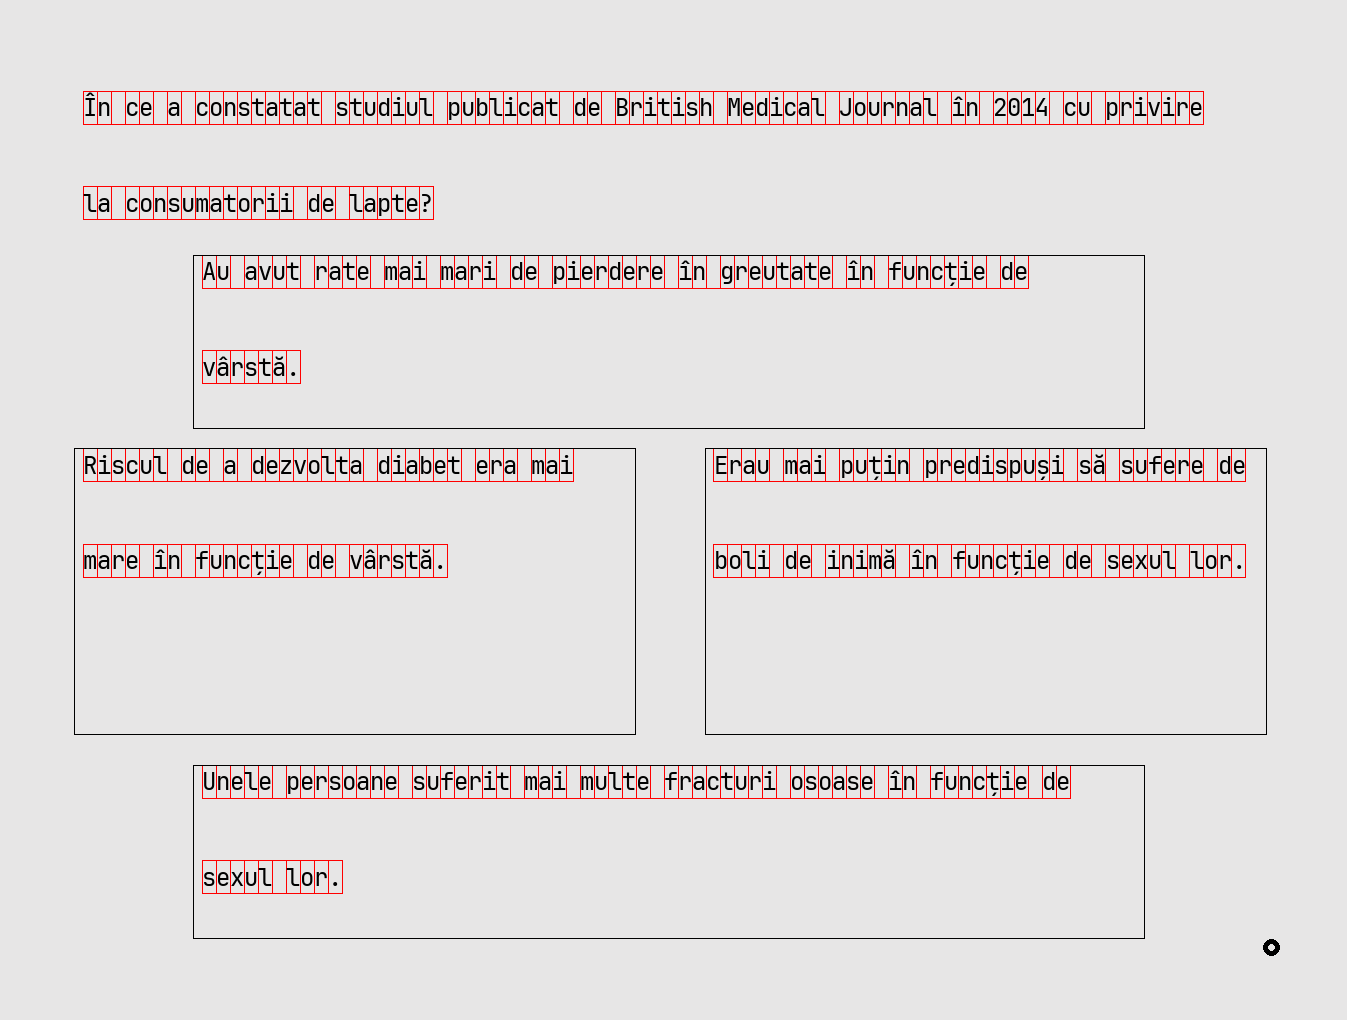 În ce a constatat studiul publicat de British Medical Journal în 2014 cu privire
la consumatorii de lapte?
Au avut rate mai mari de pierdere în greutate în funcție de
vârstă.
Riscul de a dezvolta diabet era mai
mare în funcție de vârstă.
Erau mai puțin predispuși să sufere de
boli de inimă în funcție de sexul lor.
Unele persoane suferit mai multe fracturi osoase în funcție de
sexul lor.